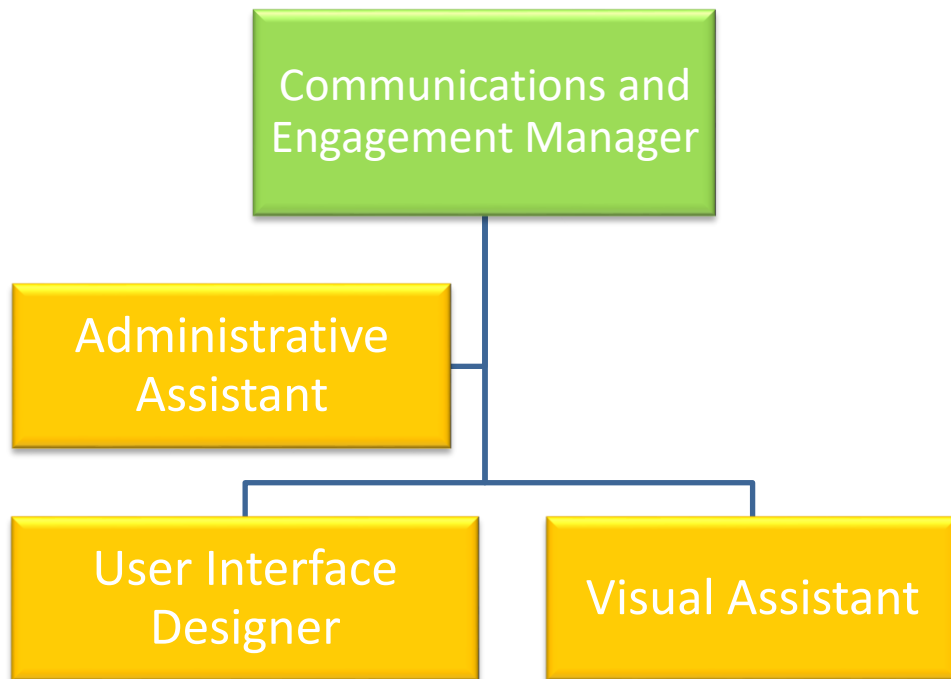 Communications and
Engagement Manager
Administrative
Assistant
User Interface
Designer
Visual Assistant